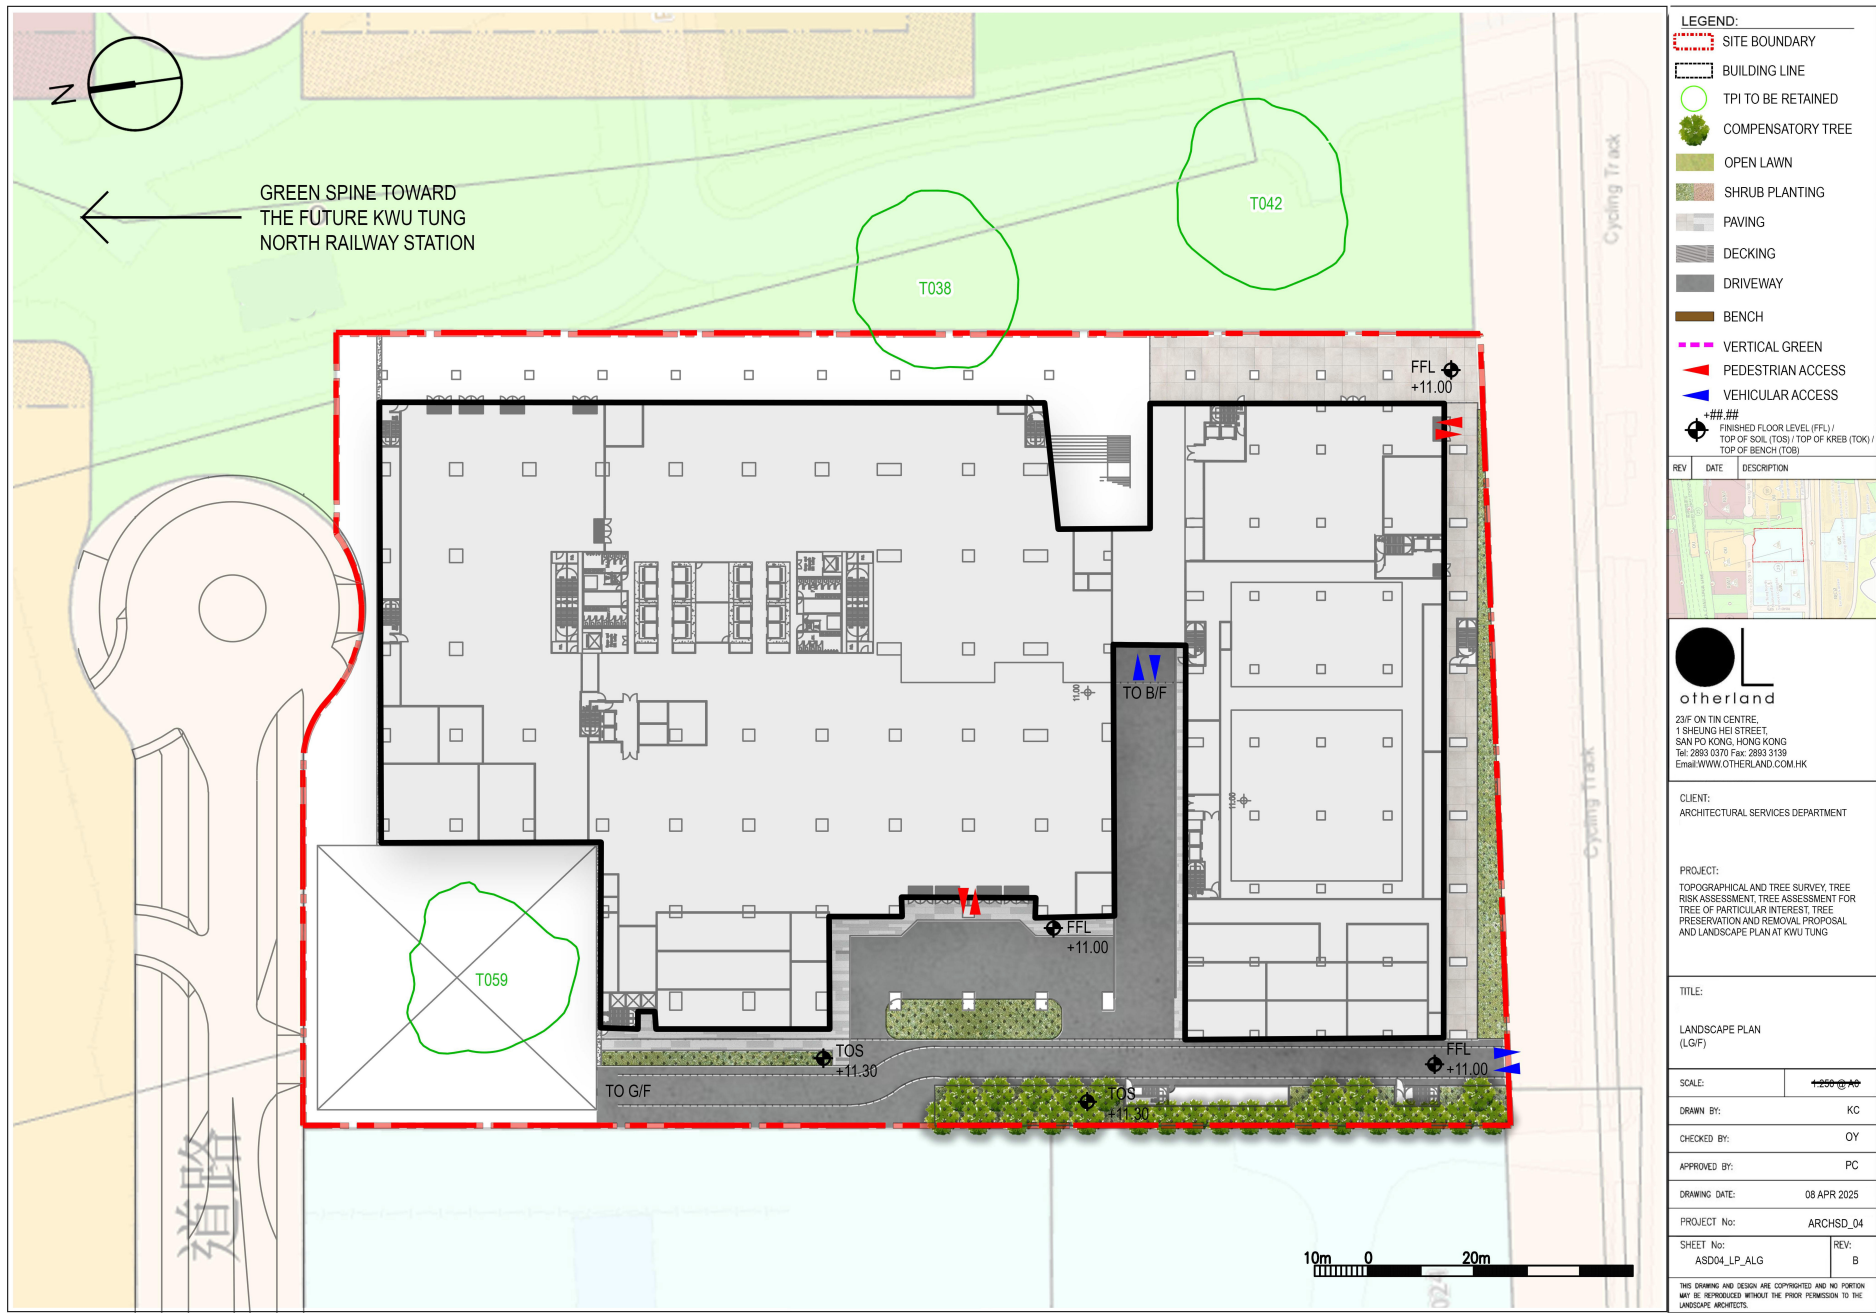 N
GREEN SPINE TOWARD
THE FUTURE KWU TUNG
NORTH RAILWAY STATION
T038
T042
T059
Cycling Track
Cycling Track
FFL
+11.00
11.00
TO B/F
11.00
FFL
+11.00
TOS
+11.30
TO G/F
TOS
+11.30
FFL
+11.00
道路
10m 0 20m
LEGEND:
SITE BOUNDARY
BUILDING LINE
TPI TO BE RETAINED
COMPENSATORY TREE
OPEN LAWN
SHRUB PLANTING
PAVING
DECKING
DRIVEWAY
BENCH
VERTICAL GREEN
PEDESTRIAN ACCESS
VEHICULAR ACCESS
+##.##
FINISHED FLOOR LEVEL (FFL) /
TOP OF SOIL (TOS) / TOP OF KREB (TOK) /
TOP OF BENCH (TOB)
REV DATE DESCRIPTION
otherland
23/F ON TIN CENTRE,
1 SHEUNG HEI STREET,
SAN PO KONG, HONG KONG
Tel: 2893 0370 Fax: 2893 3139
Email:WWW.OTHERLAND.COM.HK
CLIENT:
ARCHITECTURAL SERVICES DEPARTMENT
PROJECT:
TOPOGRAPHICAL AND TREE SURVEY, TREE
RISK ASSESSMENT, TREE ASSESSMENT FOR
TREE OF PARTICULAR INTEREST, TREE
PRESERVATION AND REMOVAL PROPOSAL
AND LANDSCAPE PLAN AT KWU TUNG
TITLE:
LANDSCAPE PLAN
(LG/F)
SCALE: 1:250 @ A0
DRAWN BY: KC
CHECKED BY: OY
APPROVED BY: PC
DRAWING DATE: 08 APR 2025
PROJECT No: ARCHSD_04
SHEET No: REV:
ASD04_LP_ALG B
THIS DRAWING AND DESIGN ARE COPYRIGHTED AND NO PORTION
MAY BE REPRODUCED WITHOUT THE PRIOR PERMISSION TO THE
LANDSCAPE ARCHITECTS.